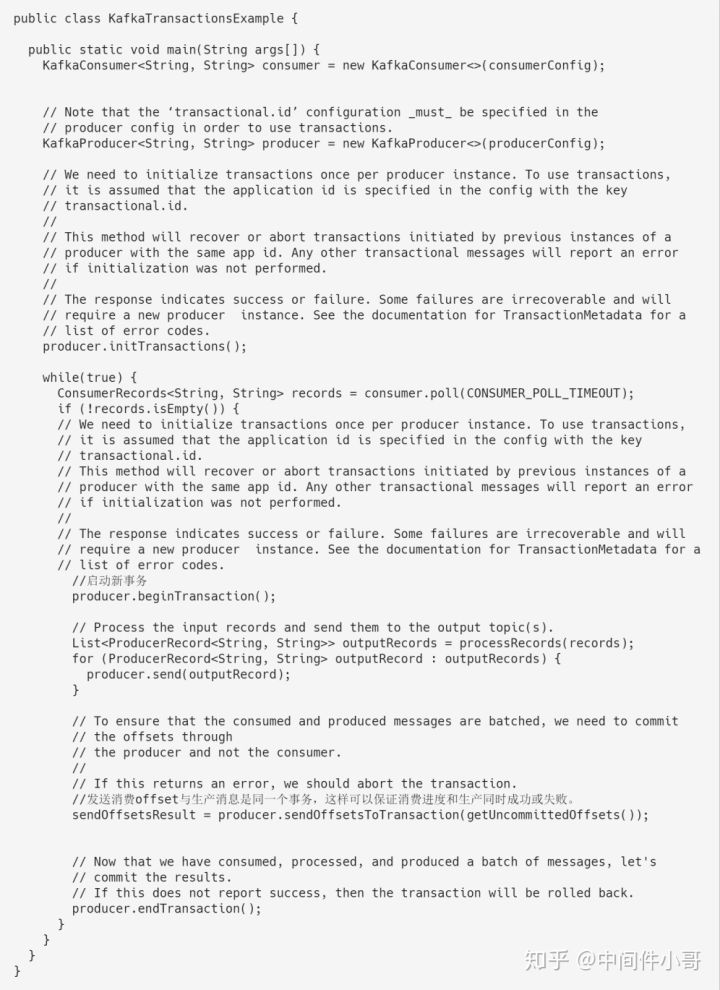 public class KafkaTransactionsExample {
public static void main(String args[]) {
KafkaConsumer<String, String> consumer = new KafkaConsumer<>(consumerConfig);
// Note that the ‘transactional.id’ configuration _must_ be specified in the
// producer config in order to use transactions.
KafkaProducer<String, String> producer = new KafkaProducer<>(producerConfig);
// We need to initialize transactions once per producer instance. To use transactions,
// it is assumed that the application id is specified in the config with the key
// transactional.id.
//
// This method will recover or abort transactions initiated by previous instances of a
// producer with the same app id. Any other transactional messages will report an error
// if initialization was not performed.
//
// The response indicates success or failure. Some failures are irrecoverable and will
// require a new producer  instance. See the documentation for TransactionMetadata for a
// list of error codes.
producer.initTransactions();
while(true) {
ConsumerRecords<String, String> records = consumer.poll(CONSUMER_POLL_TIMEOUT);
if (!records.isEmpty()) {
// We need to initialize transactions once per producer instance. To use transactions,
// it is assumed that the application id is specified in the config with the key
// transactional.id.
// This method will recover or abort transactions initiated by previous instances of a
// producer with the same app id. Any other transactional messages will report an error
// if initialization was not performed.
//
// The response indicates success or failure. Some failures are irrecoverable and will
// require a new producer  instance. See the documentation for TransactionMetadata for a
// list of error codes.
//启动新事务
producer.beginTransaction();
// Process the input records and send them to the output topic(s).
List<ProducerRecord<String, String>> outputRecords = processRecords(records);
for (ProducerRecord<String, String> outputRecord : outputRecords) {
producer.send(outputRecord);
}
// To ensure that the consumed and produced messages are batched, we need to commit
// the offsets through
// the producer and not the consumer.
//
// If this returns an error, we should abort the transaction.
//发送消费offset与生产消息是同一个事务，这样可以保证消费进度和生产同时成功或失败。
sendOffsetsResult = producer.sendOffsetsToTransaction(getUncommittedOffsets());
// Now that we have consumed, processed, and produced a batch of messages, let's
// commit the results.
// If this does not report success, then the transaction will be rolled back.
producer.endTransaction();
}
}
}
}
知乎 @中间件小哥